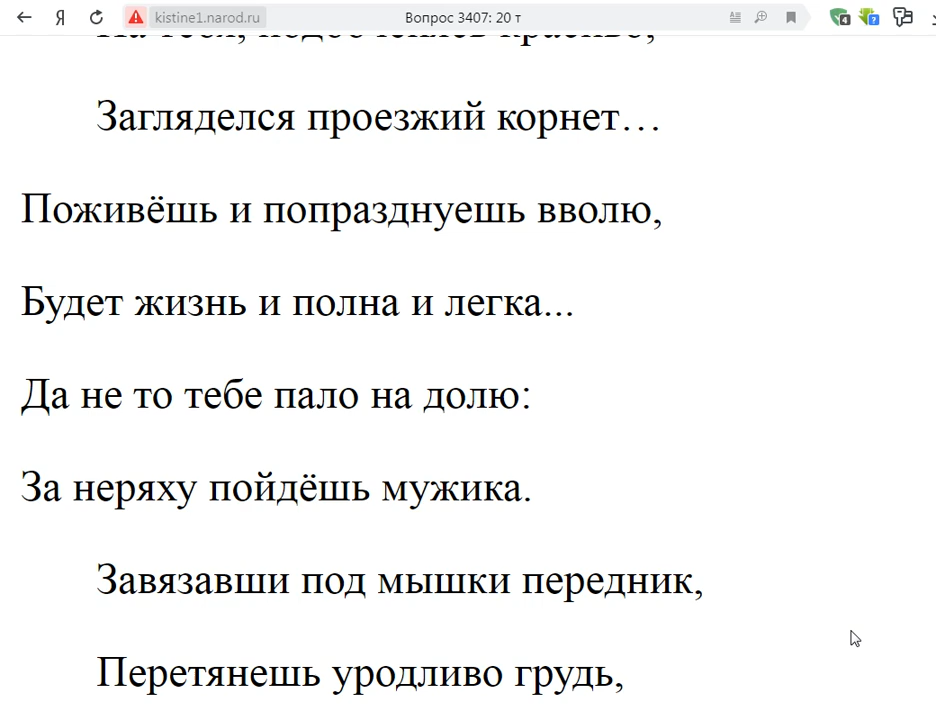 Я
kistine1.narod.ru
Вопрос 3407: 20 т
4
?
Загляделся проезжий корнет…
Поживёшь и попразднуешь вволю,
Будет жизнь и полна и легка...
Да не то тебе пало на долю:
За неряху пойдёшь мужика.
Завязавши под мышки передник,
Перетянешь уродливо грудь,